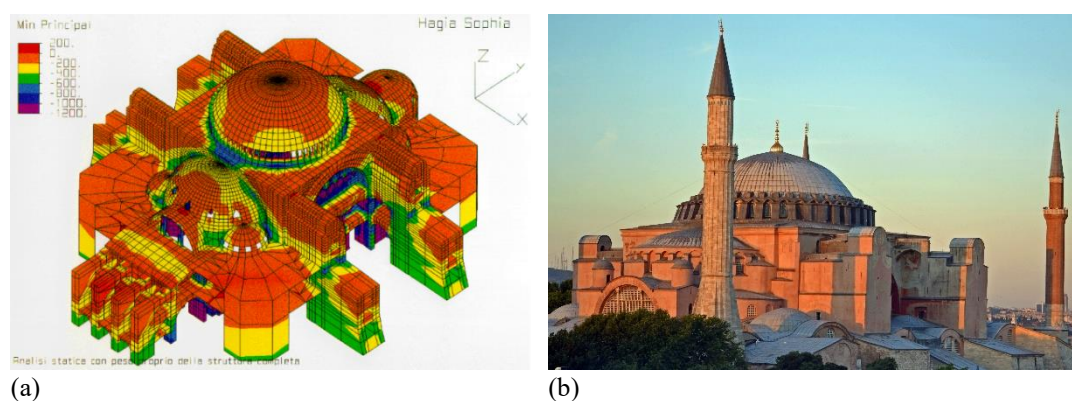 Min Principal
Hagia Sophia
200.
0.
-200.
-400.
-600.
-800.
-1000.
-1200.
Z
Y
X
Analisi statica con peso proprio della struttura completa
(a)
(b)